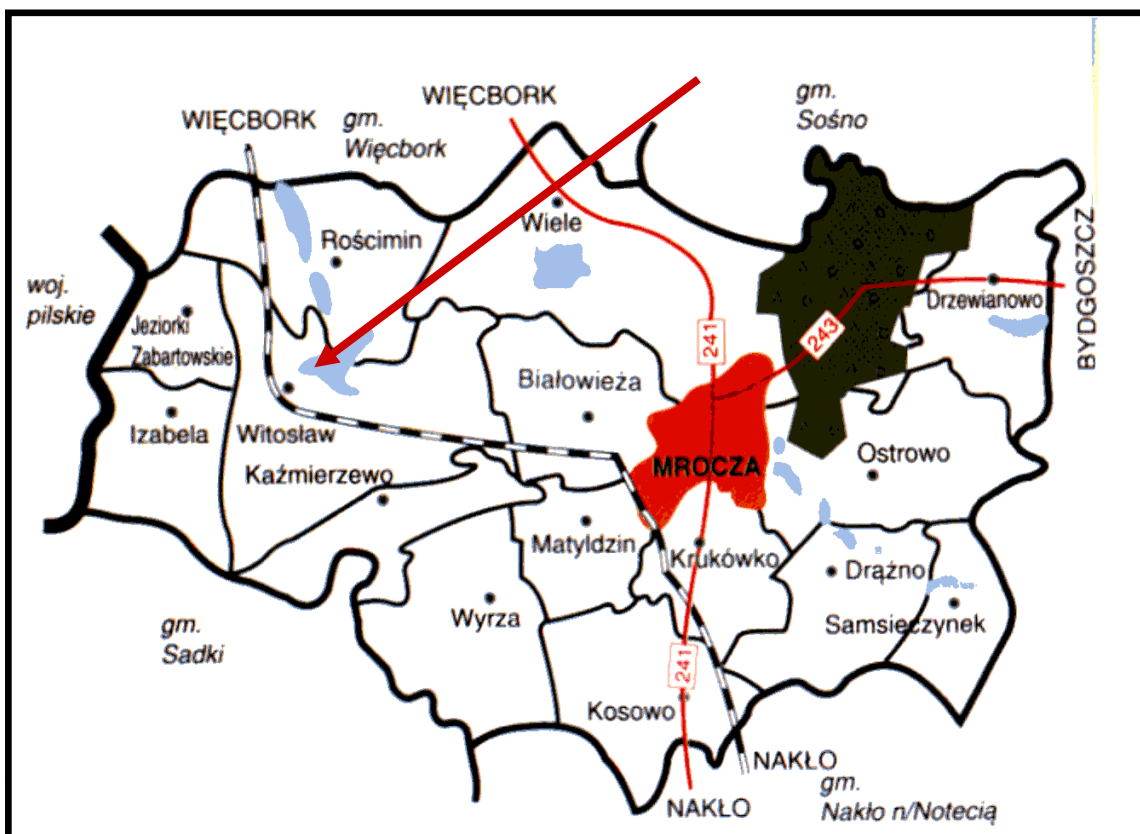 WIĘCBORK
gm.
Sośno
WIĘCBORK
gm.
Więcbork
Wiele
Rościmin
BYDGOSZCZ
woj.
pilskie
Drzewianowo
Jeziorki
Zabartowskie
241
243
Białowieża
Izabela
Witosław
Ostrowo
MROCZA
Kaźmierzewo
Matyldzin
Krukówko
Drążno
Wyrza
Samsieczynek
gm.
Sadki
241
Kosowo
NAKŁO
gm.
Nakło n/Notecią
NAKŁO